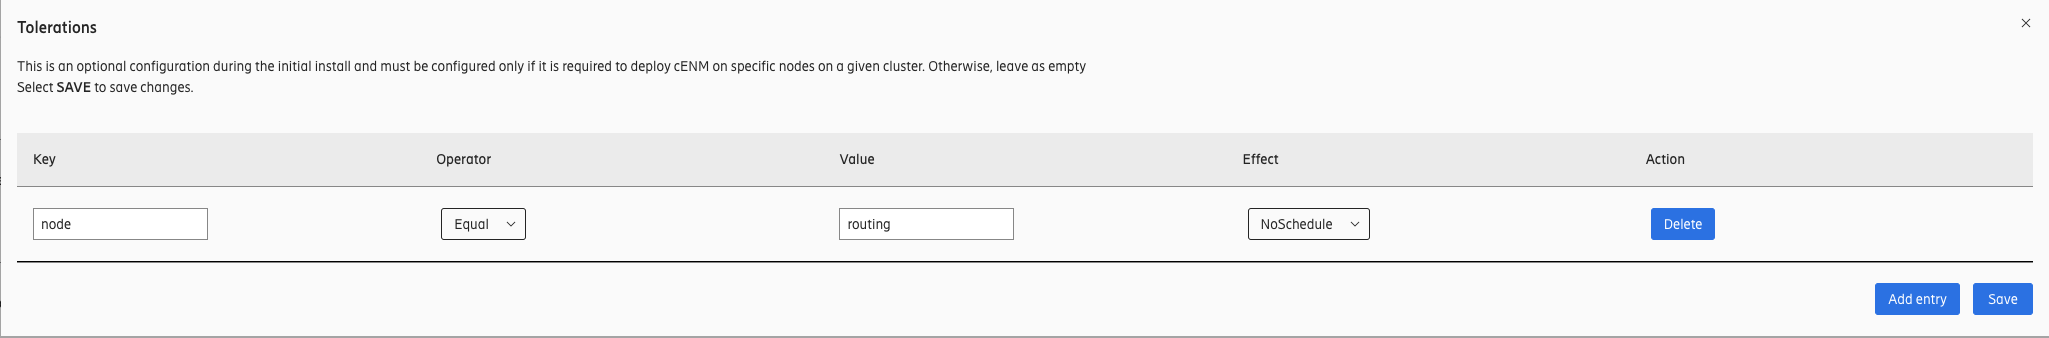 Tolerations
This is an optional configuration during the initial install and must be configured only if it is required to deploy cENM on specific nodes on a given cluster. Otherwise, leave as empty
Select SAVE to save changes.
Key Operator Value Effect Action
node Equal routing NoSchedule Delete
Add entry Save